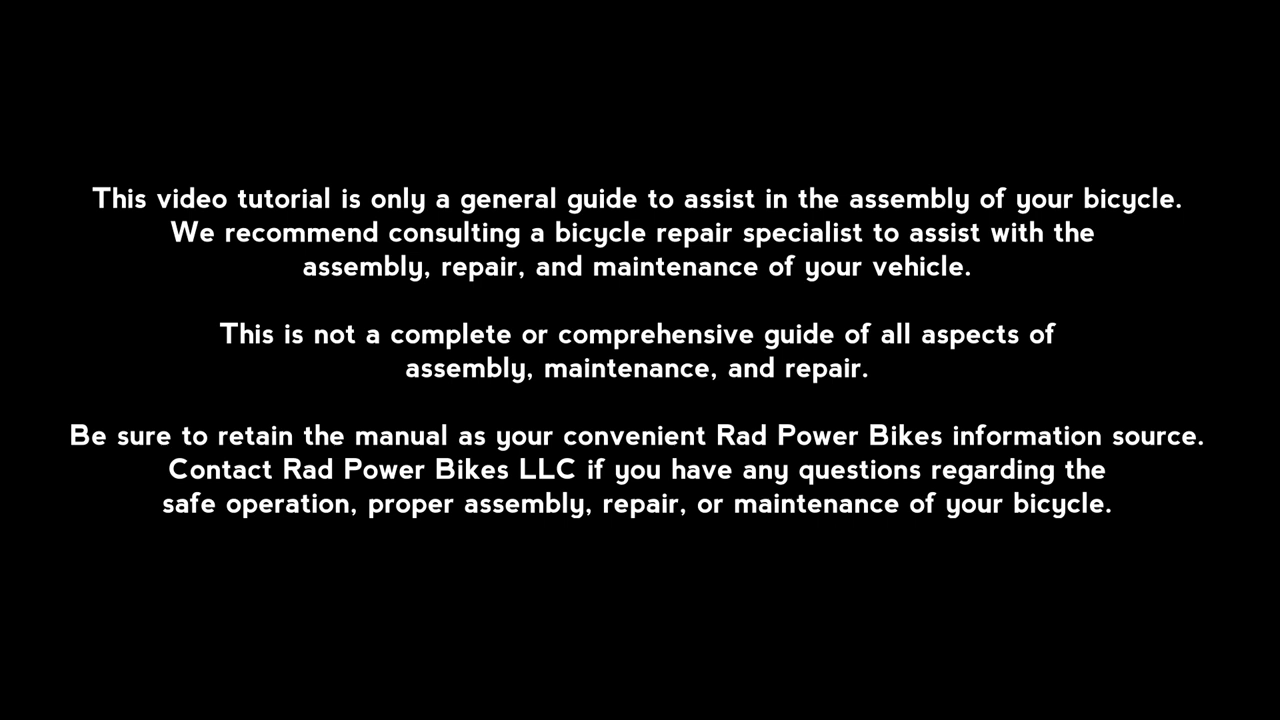 This video tutorial is only a general guide to assist in the assembly of your bicycle.
We recommend consulting a bicycle repair specialist to assist with the
assembly, repair, and maintenance of your vehicle.
This is not a complete or comprehensive guide of all aspects of
assembly, maintenance, and repair.
Be sure to retain the manual as your convenient Rad Power Bikes information source.
Contact Rad Power Bikes LLC if you have any questions regarding the
safe operation, proper assembly, repair, or maintenance of your bicycle.